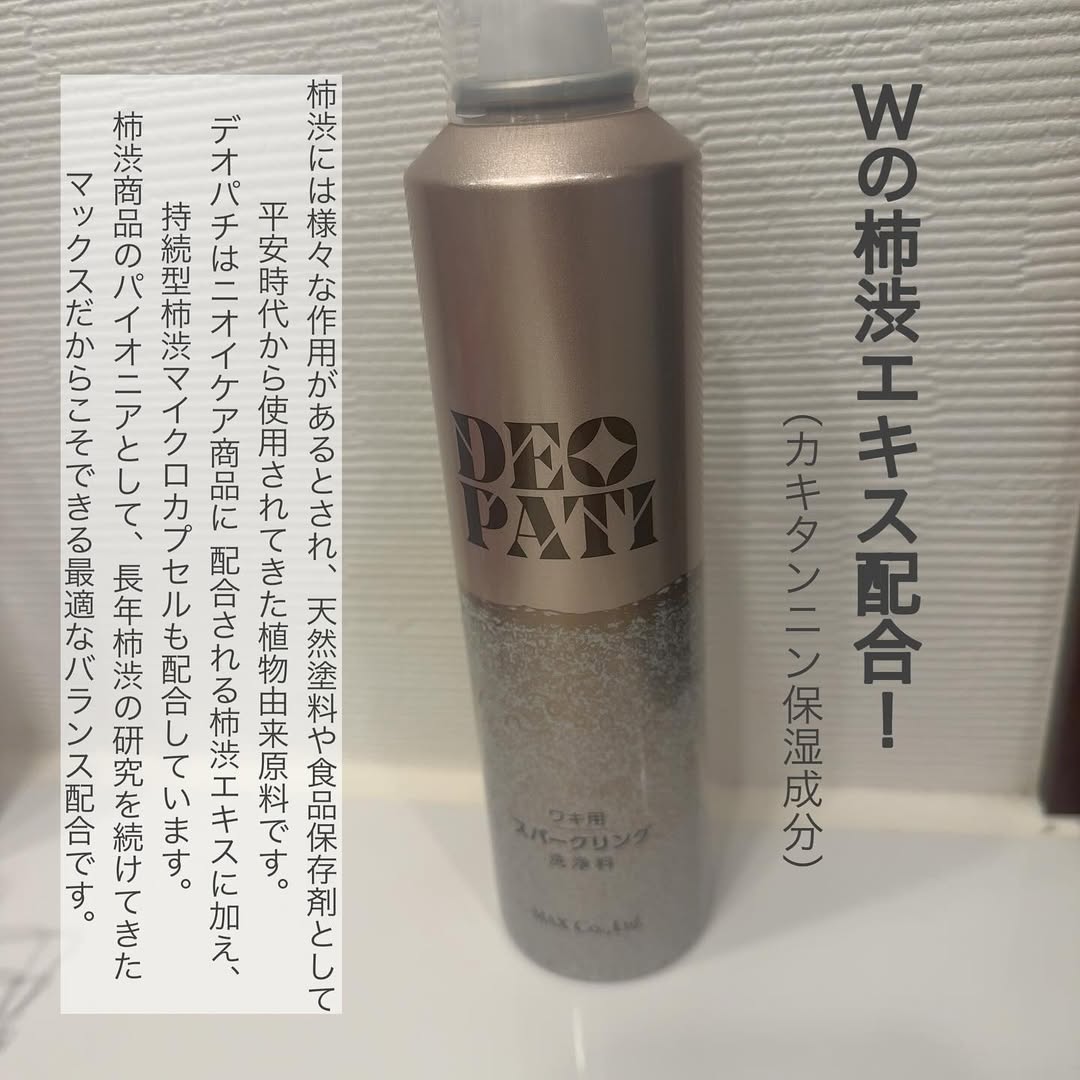 Wの柿渋エキス配合！
（カキタンニン保湿成分）
柿渋には様々な作用があるとされ、天然塗料や食品保存剤として
平安時代から使用されてきた植物由来原料です。
デオパチはニオイケア商品に 配合される柿渋エキスに加え、
持続型柿渋マイクロカプセルも配合しています。
柿渋商品のパイオニアとして、長年柿渋の研究を続けてきた
マックスだからこそできる最適なバランス配合です。
DEO
PATI
ワキ用
スパークリング
洗浄料
MAX Co., Ltd.